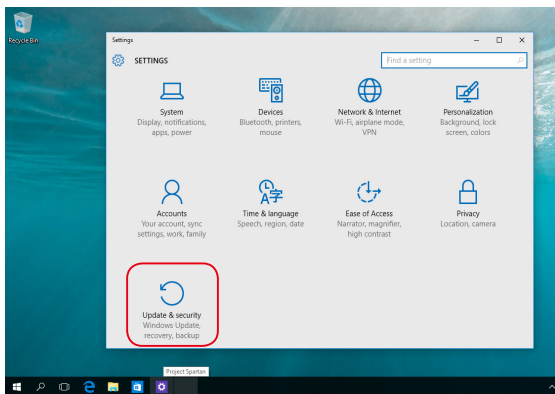 Recycle Bin
Settings
SETTINGS
Find a setting
System
Display, notifications,
apps, power
Devices
Bluetooth, printers,
mouse
Network & Internet
Wi-Fi, airplane mode,
VPN
Personalization
Background, lock
screen, colors
Accounts
Your account, sync
settings, work, family
Time & language
Speech, region, date
Ease of Access
Narrator, magnifier,
high contrast
Privacy
Location, camera
Update & security
Windows Update,
recovery, backup
Project Spartan